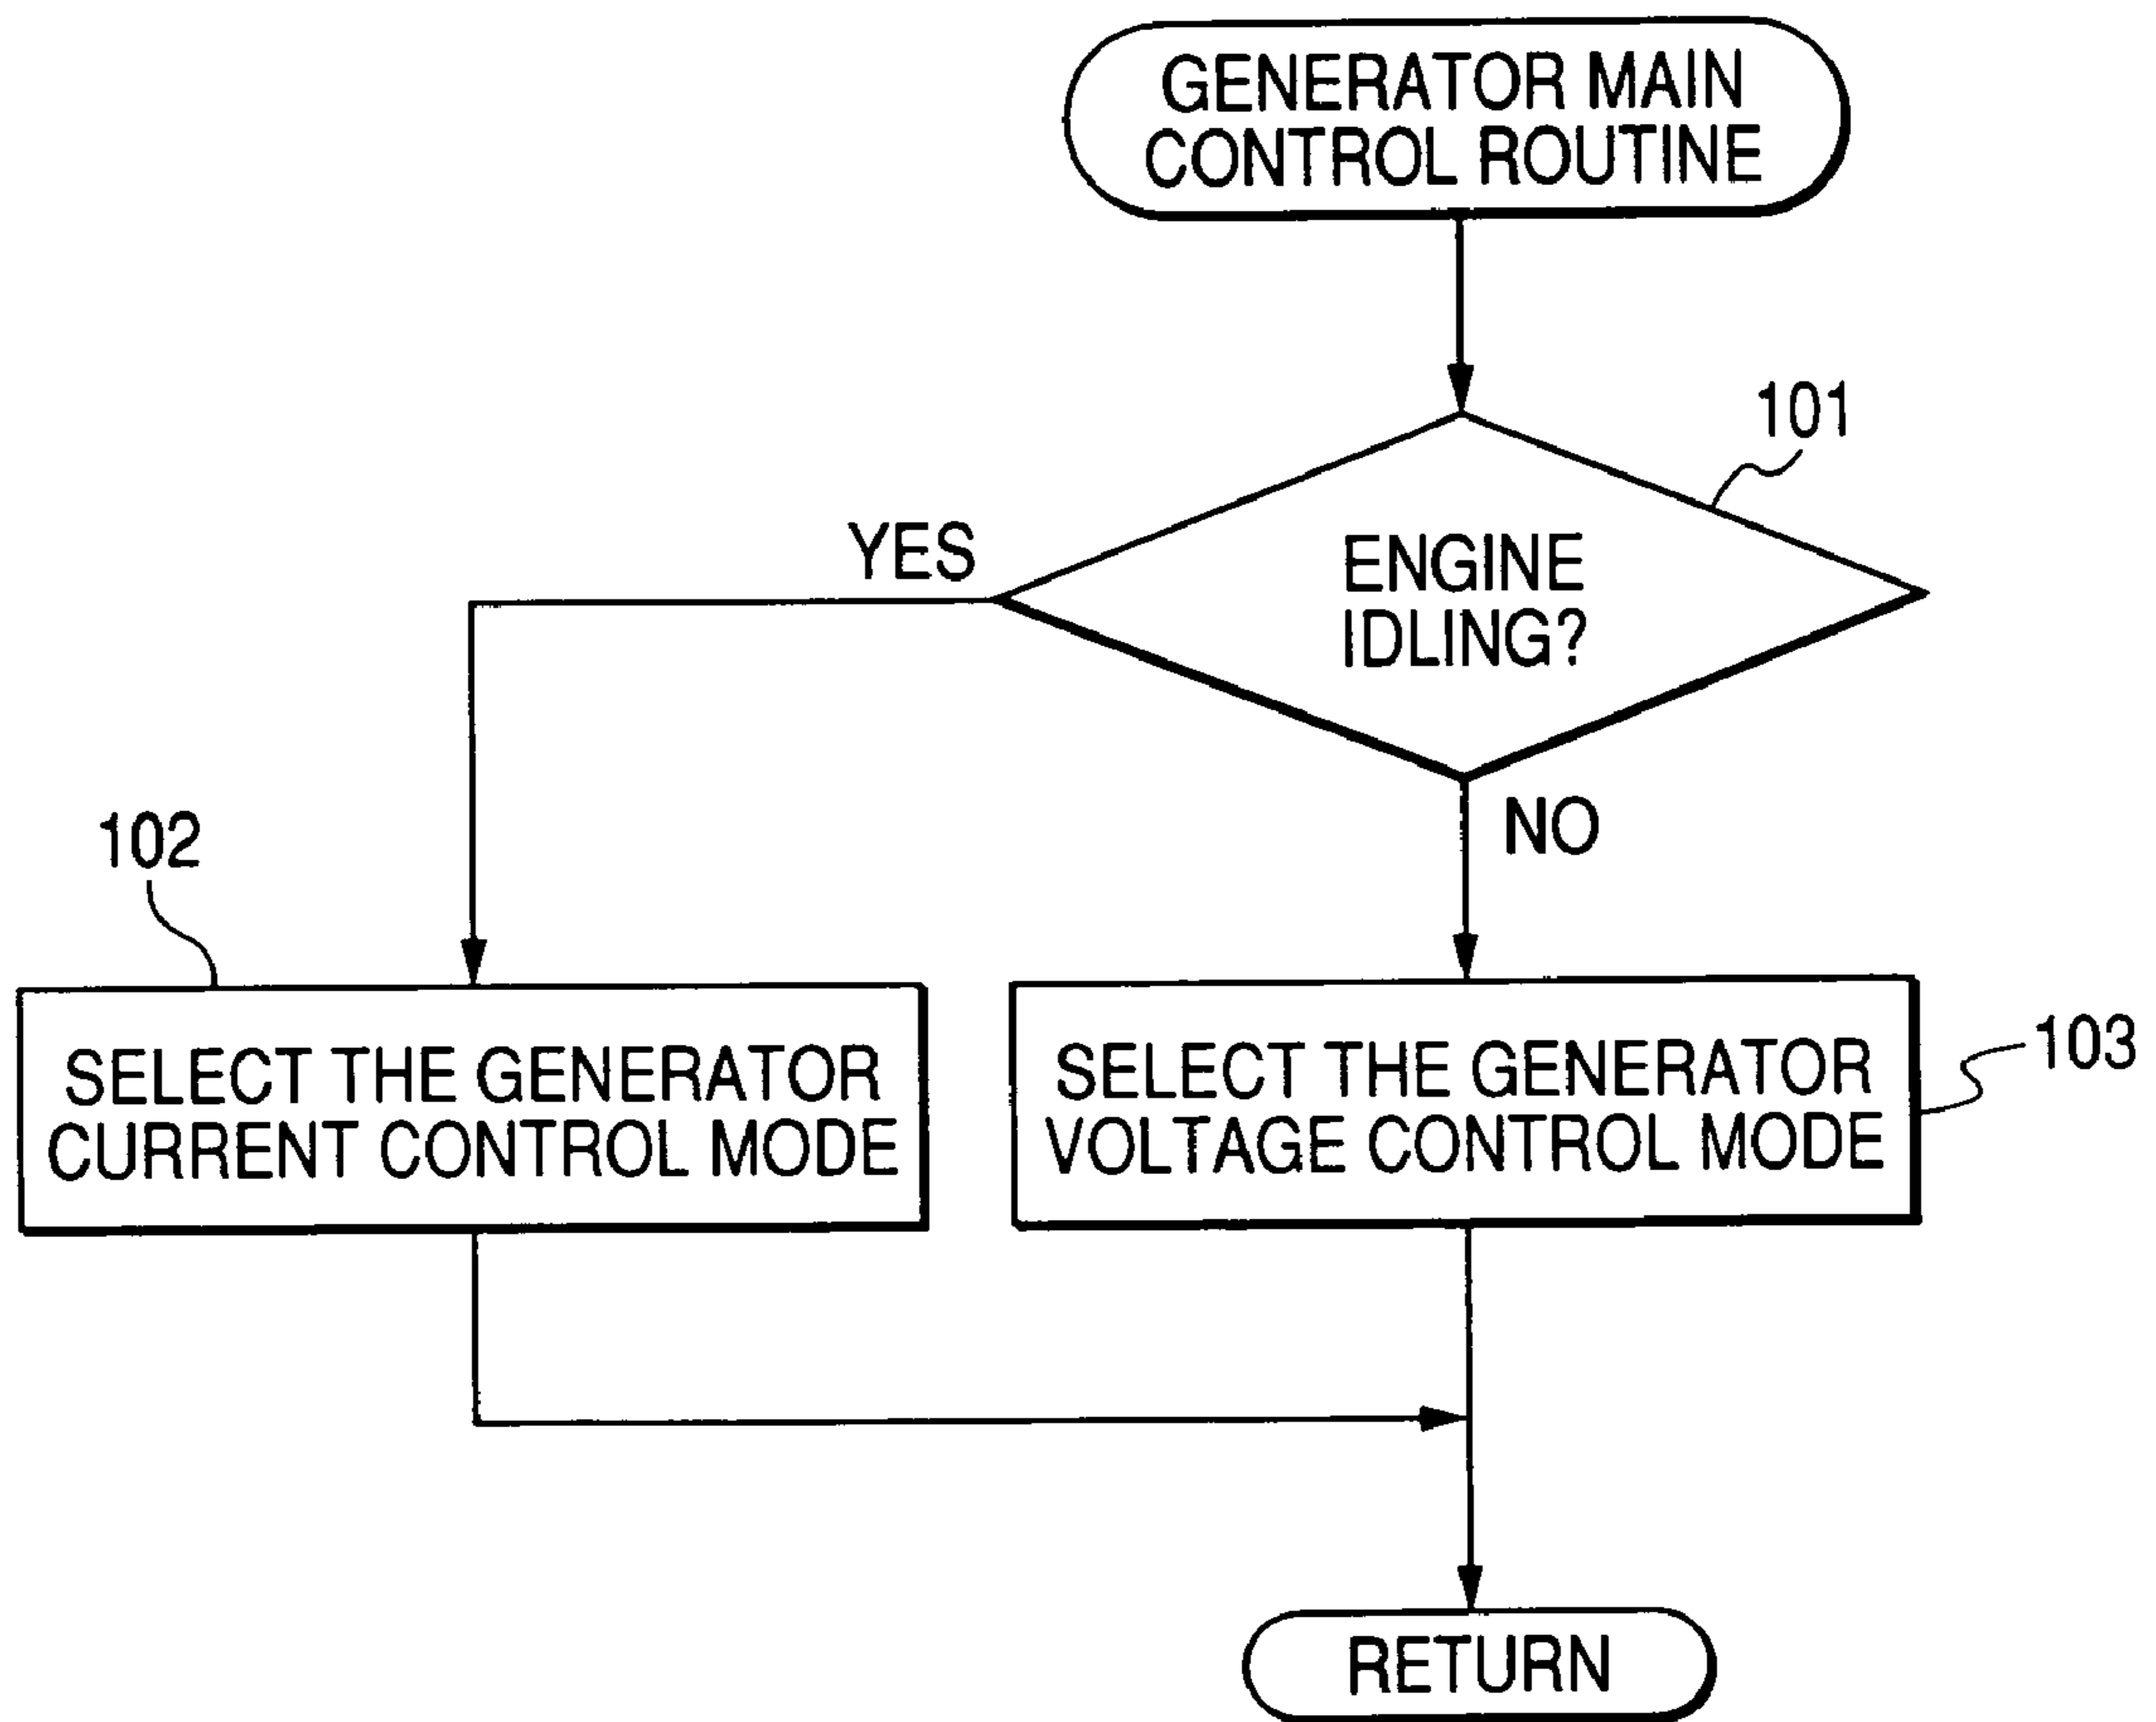 GENERATOR MAIN
CONTROL ROUTINE
101
YES
ENGINE
IDLING?
NO
102
SELECT THE GENERATOR
CURRENT CONTROL MODE
SELECT THE GENERATOR
VOLTAGE CONTROL MODE
103
RETURN